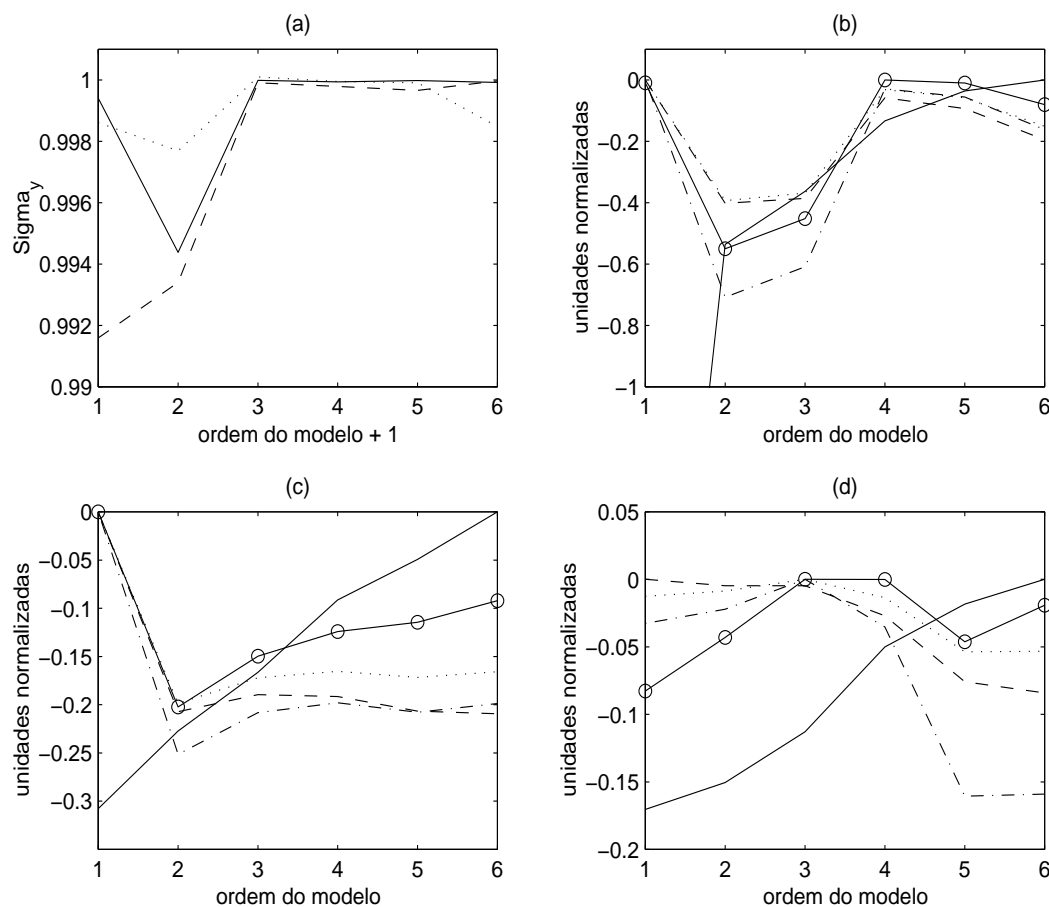 (a)
1
0.998
0.996
0.994
0.992
0.99
Sigma_y
1 2 3 4 5 6
ordem do modelo + 1
(b)
0
−0.2
−0.4
−0.6
−0.8
−1
unidades normalizadas
1 2 3 4 5 6
ordem do modelo
(c)
0
−0.05
−0.1
−0.15
−0.2
−0.25
−0.3
unidades normalizadas
1 2 3 4 5 6
ordem do modelo
(d)
0.05
0
−0.05
−0.1
−0.15
−0.2
unidades normalizadas
1 2 3 4 5 6
ordem do modelo